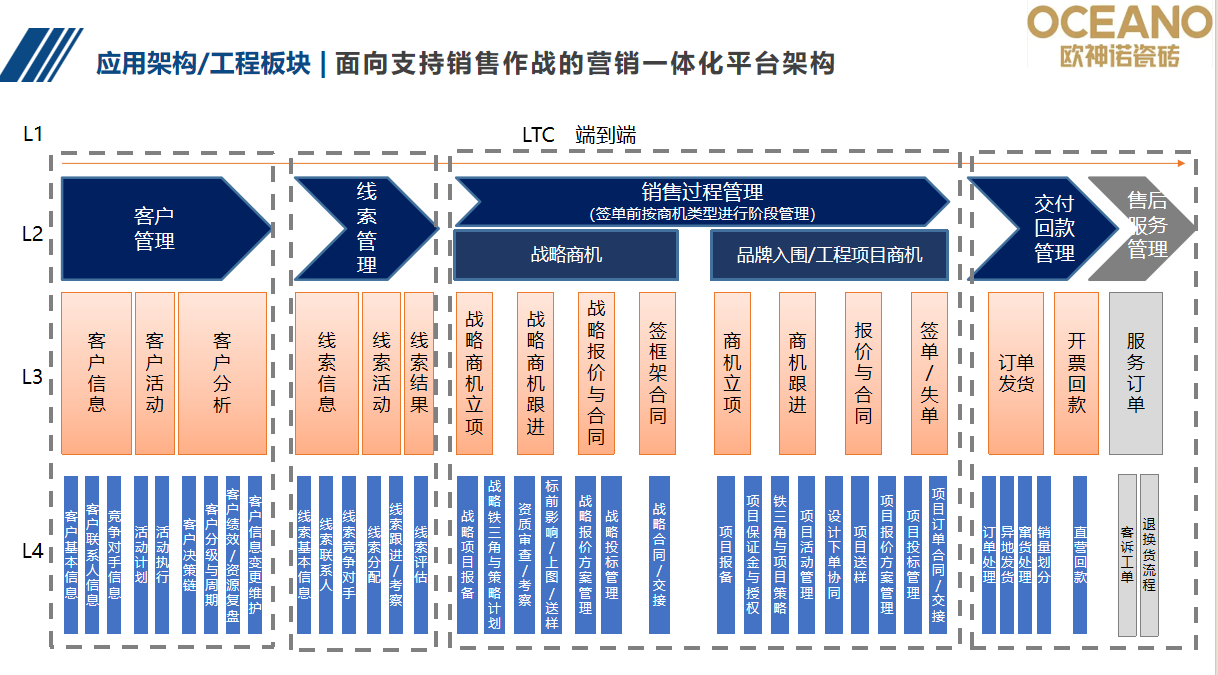 OCEANO
欧神诺瓷砖
应用架构/工程板块 | 面向支持销售作战的营销一体化平台架构
L1
LTC 端到端
L2
客户
管理
线索管理
销售过程管理
(签单前按商机类型进行阶段管理)
战略商机
品牌入围/工程项目商机
交付
回款
管理
售后
服务
管理
L3
客户信息
客户活动
客户分析
线索信息
线索活动
线索结果
战略商机立项
战略商机跟进
战略报价与合同
签框架合同
商机立项
商机跟进
报价与合同
签单/失单
订单
发货
开票回款
服务订单
L4
客户基本信息
客户联系人信息
竞争对手信息
活动计划
活动执行
客户决策链
客户分级与周期
客户绩效/资源复盘
客户信息变更维护
线索基本信息
线索联系人
线索竞争对手
线索分配
线索跟进/考察
线索评估
战略项目报备
战略铁三角与策略计划
资质审查/考察
标前影响/上图/送样
战略报价方案管理
战略投标管理
战略合同/交接
项目报备
项目保证金与授权
铁三角与项目策略
项目活动管理
设计下单协同
项目送样
项目报价方案管理
项目投标管理
项目订单合同/交接
订单处理
异地发货
窜货处理
销量划分
直营回款
客诉工单
退换货流程